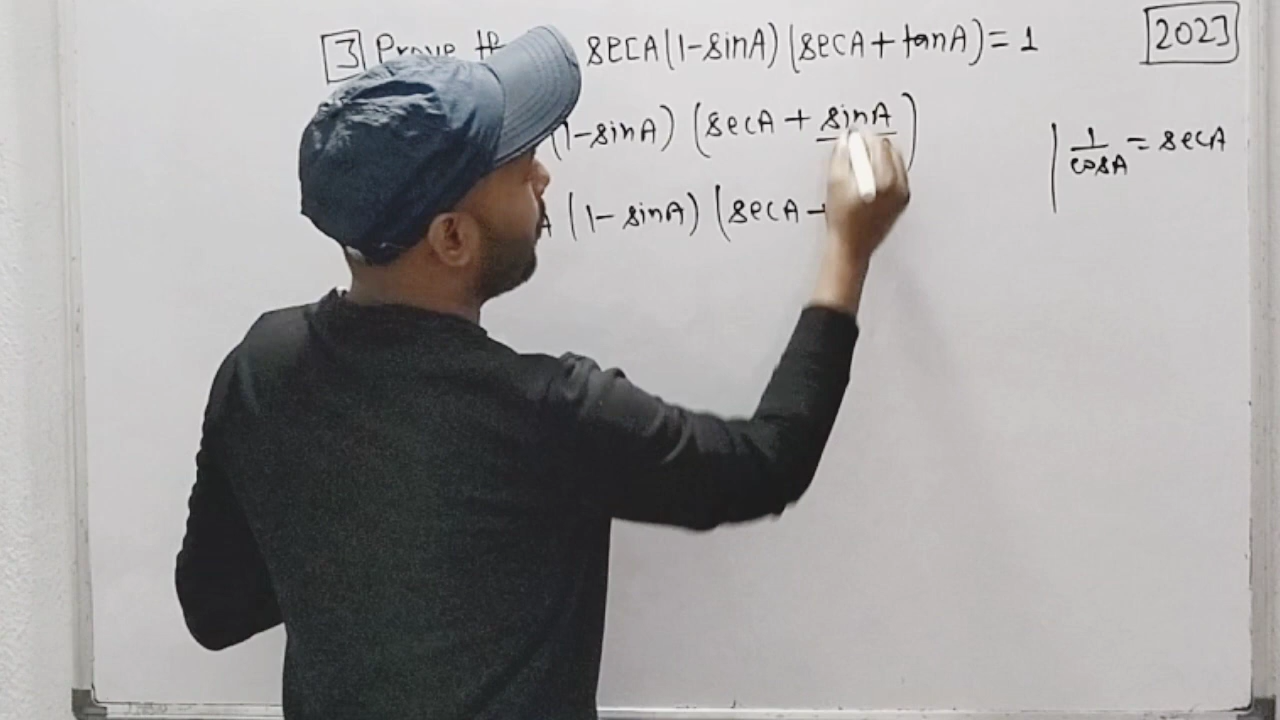 3 Prove secA(1-sinA)(secA+tanA)=1 2023
(1-sinA) (secA + sinA)
(1- sinA) (secA
| 1/cosA = secA